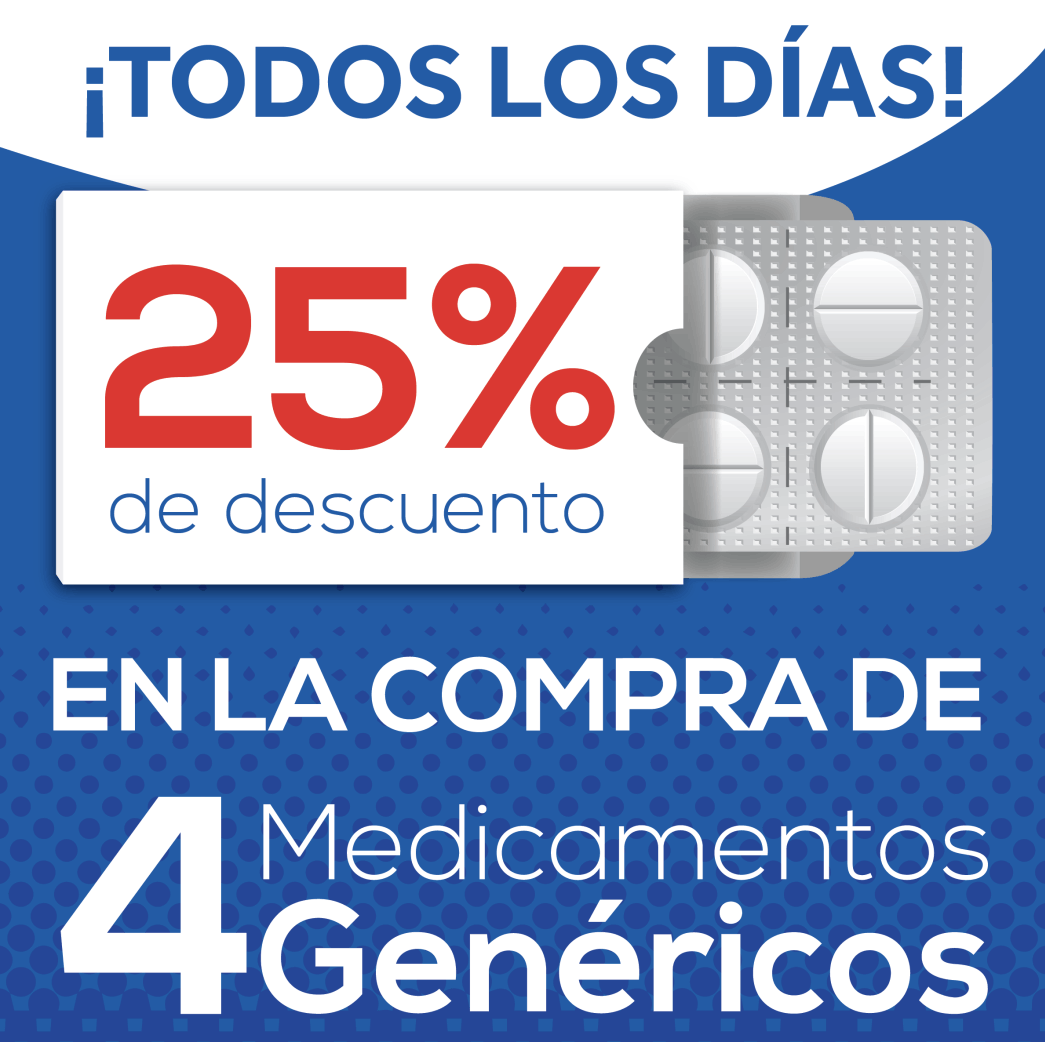 ¡TODOS LOS DÍAS!
25%
de descuento
EN LA COMPRA DE
4 Medicamentos
Genéricos